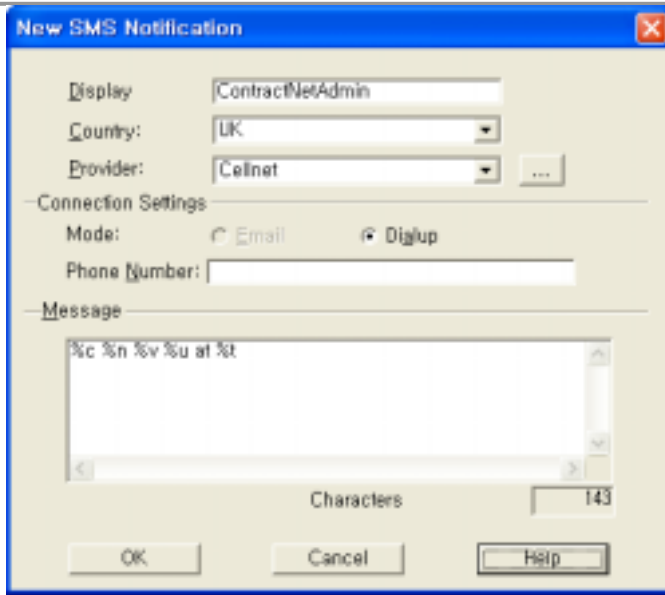 New SMS Notification
Display ContractNetAdmin
Country: UK
Provider: Cellnet ...
Connection Settings
Mode: Email Dialup
Phone Number:
Message
%c %n %v %u at %t
Characters 143
OK Cancel Help